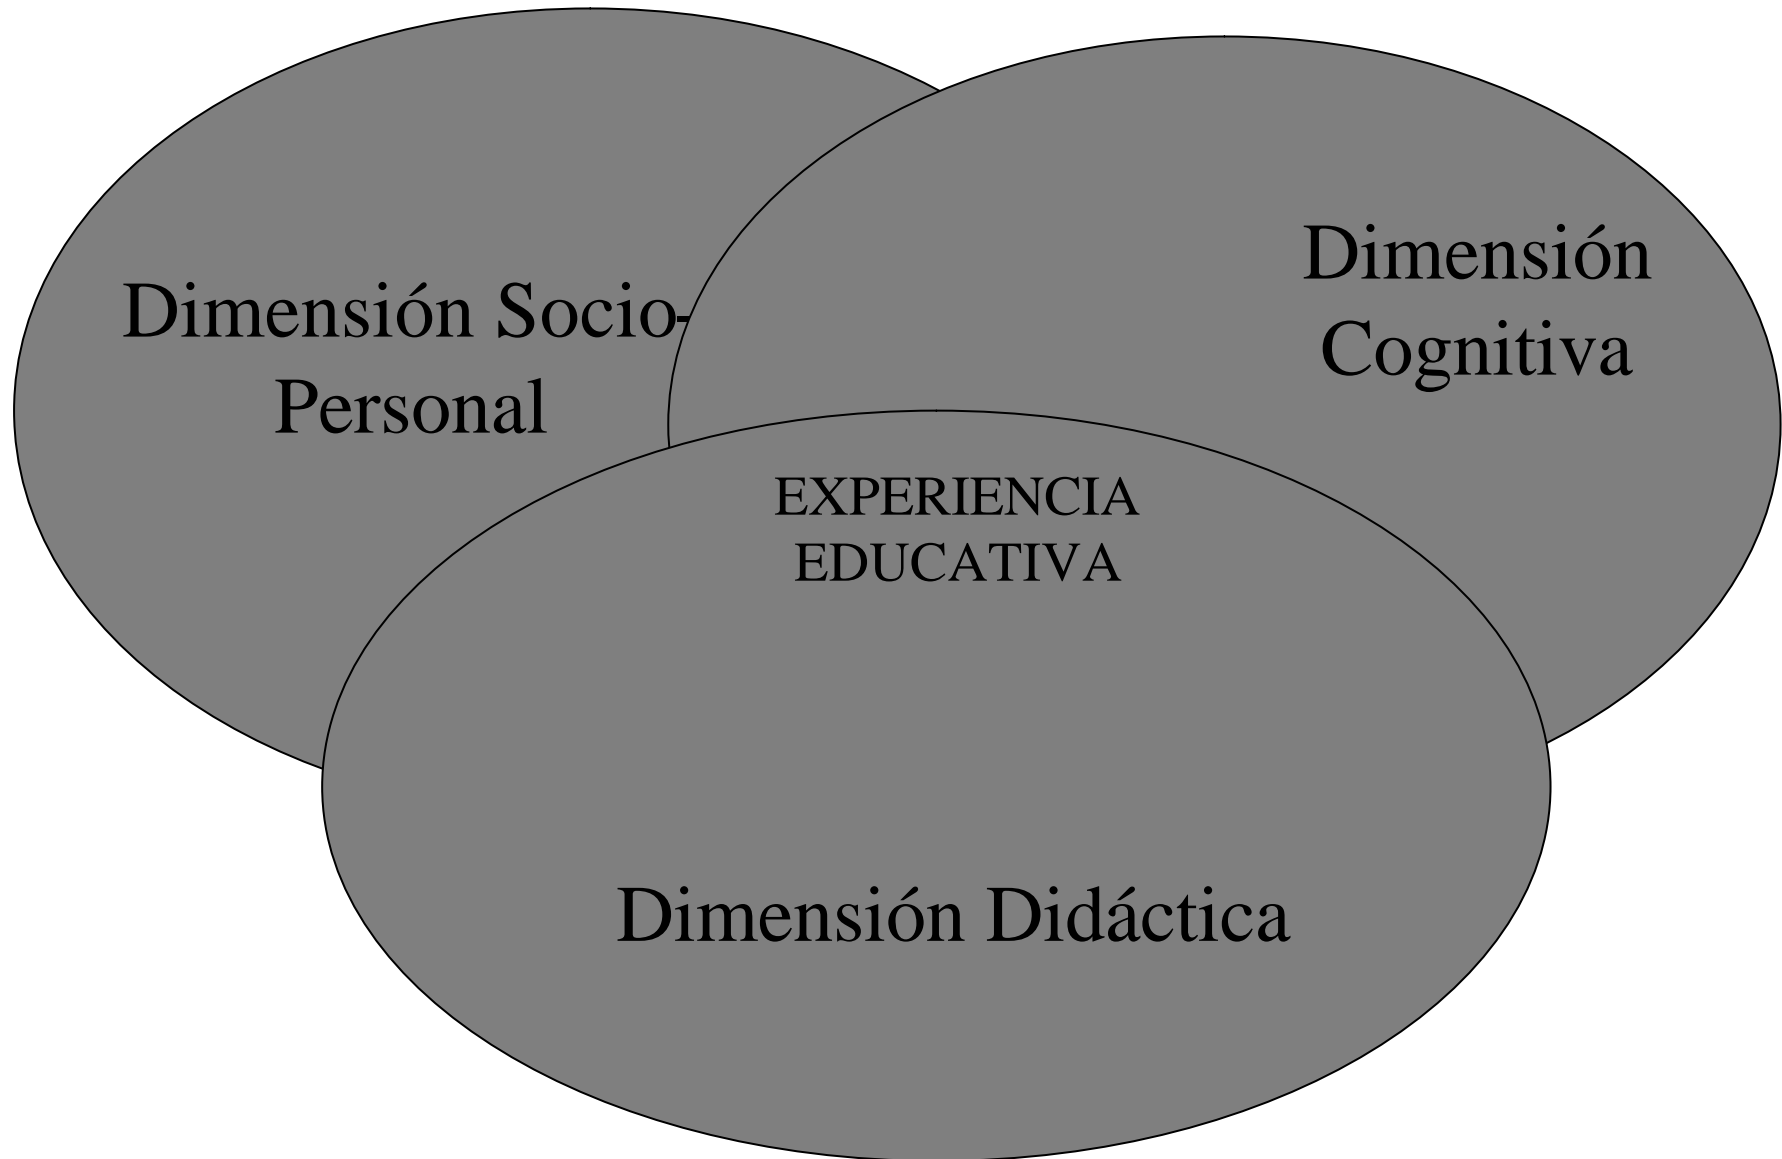 Dimensión Socio-
Personal
Dimensión
Cognitiva
EXPERIENCIA
EDUCATIVA
Dimensión Didáctica